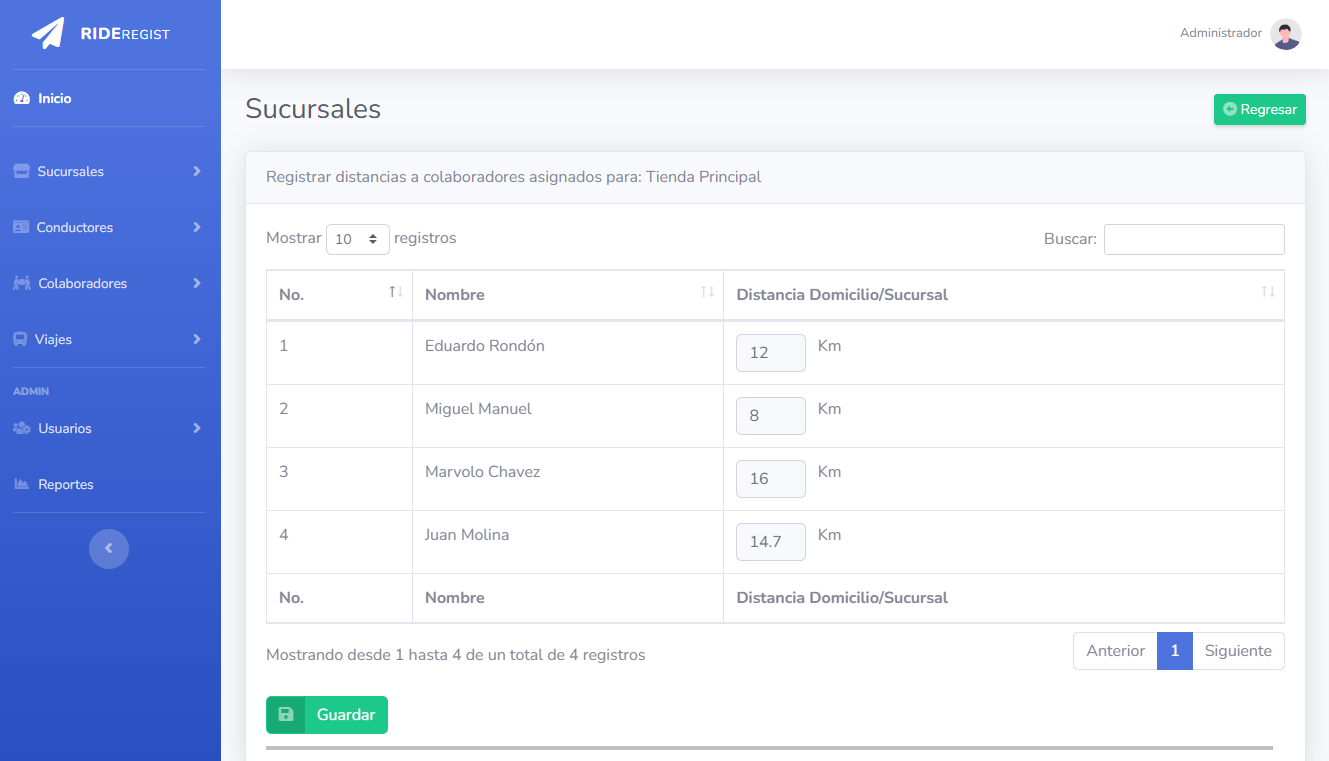 RIDEREGIST
Administrador
Inicio
Sucursales
Conductores
Colaboradores
Viajes
ADMIN
Usuarios
Reportes
Sucursales
Regresar
Registrar distancias a colaboradores asignados para: Tienda Principal
Mostrar 10 registros
Buscar:
No. Nombre Distancia Domicilio/Sucursal
1 Eduardo Rondón 12 Km
2 Miguel Manuel 8 Km
3 Marvolo Chavez 16 Km
4 Juan Molina 14.7 Km
No. Nombre Distancia Domicilio/Sucursal
Mostrando desde 1 hasta 4 de un total de 4 registros
Anterior 1 Siguiente
Guardar